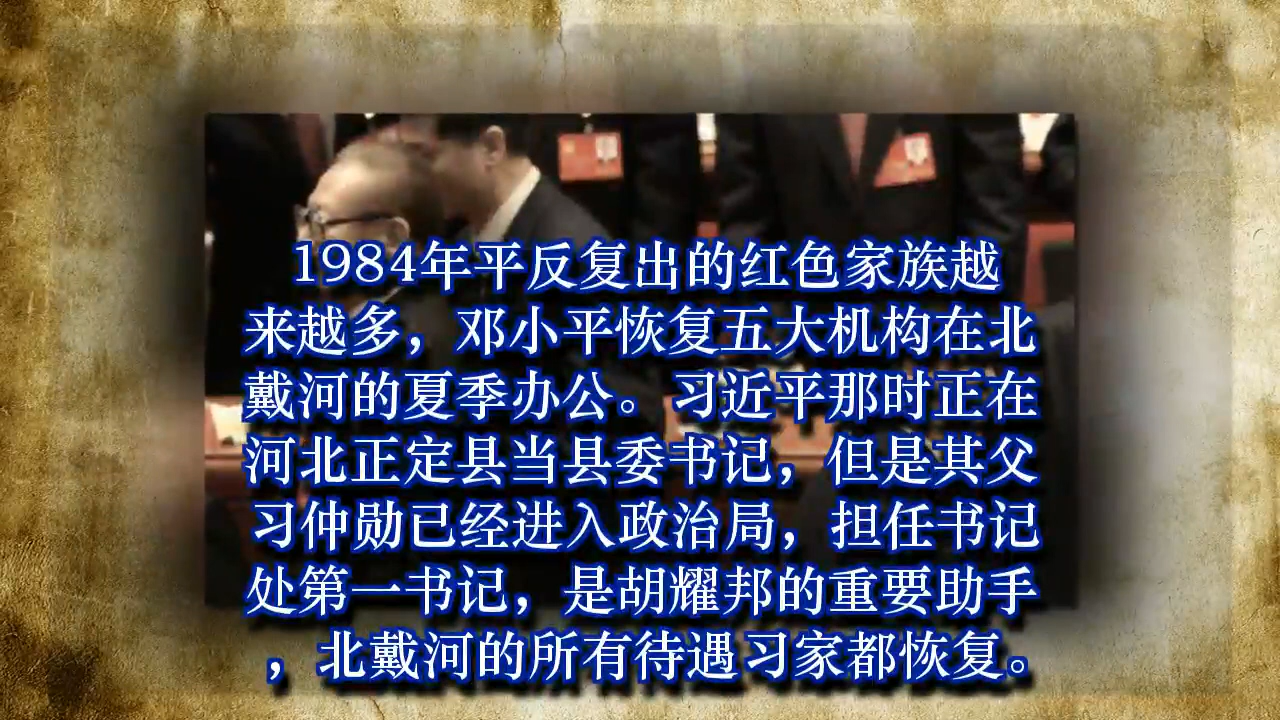 1984年平反复出的红色家族越
来越多，邓小平恢复五大机构在北
戴河的夏季办公。习近平那时正在
河北正定县当县委书记，但是其父
习仲勋已经进入政治局，担任书记
处第一书记，是胡耀邦的重要助手
，北戴河的所有待遇习家都恢复。